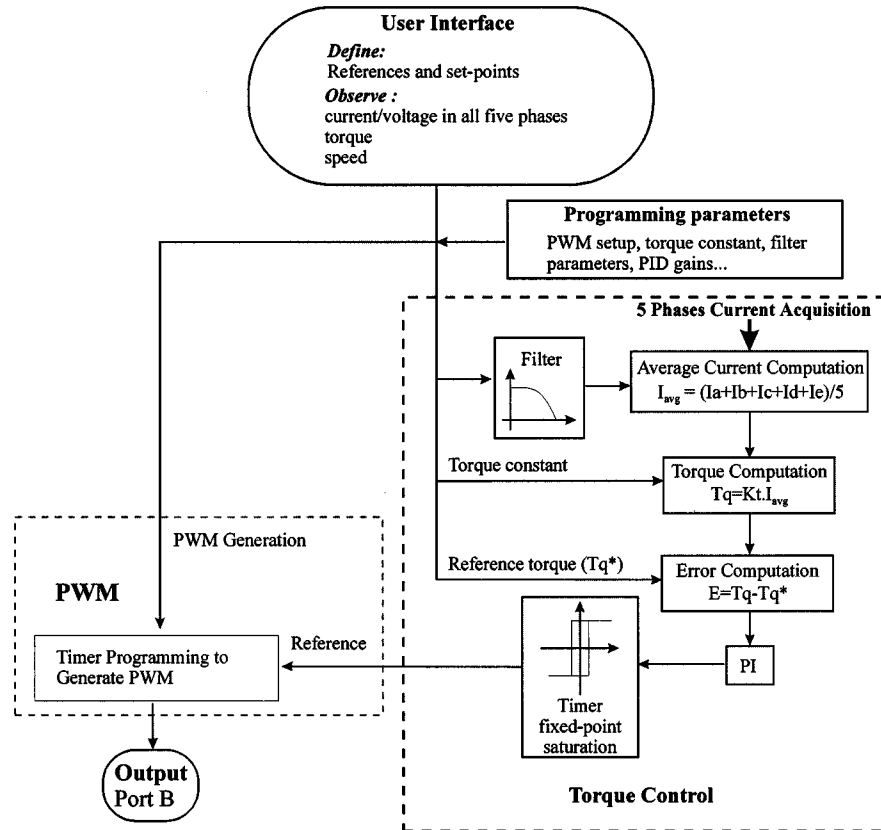 User Interface
Define:
References and set-points
Observe :
current/voltage in all five phases
torque
speed
Programming parameters
PWM setup, torque constant, filter
parameters, PID gains...
5 Phases Current Acquisition
Filter
Average Current Computation
Iavg = (Ia+Ib+Ic+Id+Ie)/5
Torque constant
Torque Computation
Tq=Kt.Iavg
PWM Generation
Reference torque (Tq*)
Error Computation
E=Tq-Tq*
PWM
Reference
Timer Programming to
Generate PWM
PI
Timer
fixed-point
saturation
Output
Port B
Torque Control